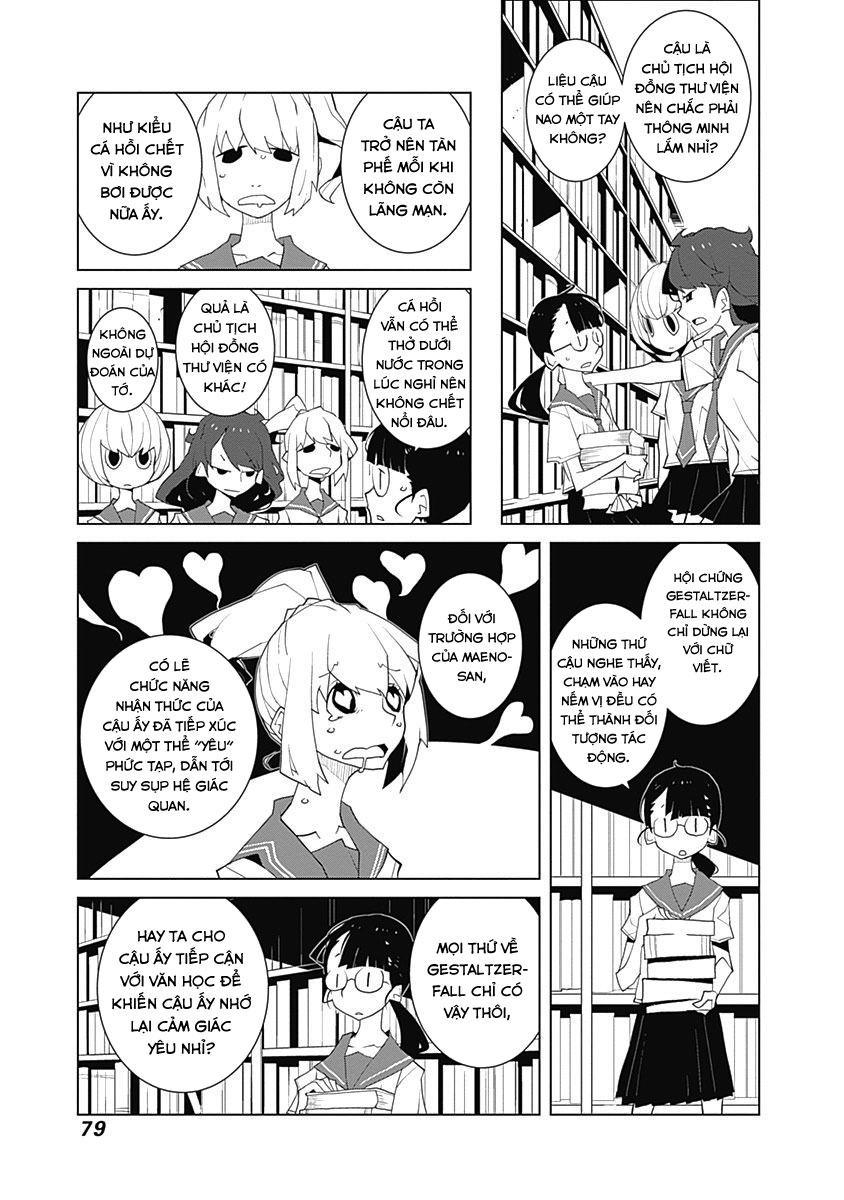 CẬU LÀ
CHỦ TỊCH HỘI
ĐỒNG THƯ VIỆN
NÊN CHẮC PHẢI
THÔNG MINH
LẮM NHỈ?
LIỆU CẬU
CÓ THỂ GIÚP
NAO MỘT TAY
KHÔNG?
CẬU TA
TRỞ NÊN TÀN
PHẾ MỖI KHI
KHÔNG CÒN
LÃNG MẠN.
NHƯ KIỂU
CÁ HỒI CHẾT
VÌ KHÔNG
BƠI ĐƯỢC
NỮA ẤY.
CÁ HỒI
VẪN CÓ THỂ
THỞ DƯỚI
NƯỚC TRONG
LÚC NGHỈ NÊN
KHÔNG CHẾT
NỔI ĐÂU.
QUẢ LÀ
CHỦ TỊCH
HỘI ĐỒNG
THƯ VIỆN CÓ
KHÁC!
KHÔNG
NGOÀI DỰ
ĐOÁN CỦA
TỚ.
HỘI CHỨNG
GESTALTZER-
FALL KHÔNG
CHỈ DỪNG LẠI
VỚI CHỮ
VIẾT.
NHỮNG THỨ
CẬU NGHE THẤY,
CHẠM VÀO HAY
NẾM VỊ ĐỀU CÓ
THỂ THÀNH ĐỐI
TƯỢNG TÁC
ĐỘNG.
ĐỐI VỚI
TRƯỜNG HỢP
CỦA MAENO-
SAN,
CÓ LẼ
CHỨC NĂNG
NHẬN THỨC CỦA
CẬU ẤY ĐÃ TIẾP XÚC
VỚI MỘT THỂ "YÊU"
PHỨC TẠP, DẪN TỚI
SUY SỤP HỆ GIÁC
QUAN.
MỌI THỨ VỀ
GESTALTZER-
FALL CHỈ CÓ
VẬY THÔI,
HAY TA CHO
CẬU ẤY TIẾP CẬN
VỚI VĂN HỌC ĐỂ
KHIẾN CẬU ẤY NHỚ
LẠI CẢM GIÁC
YÊU NHỈ?
79